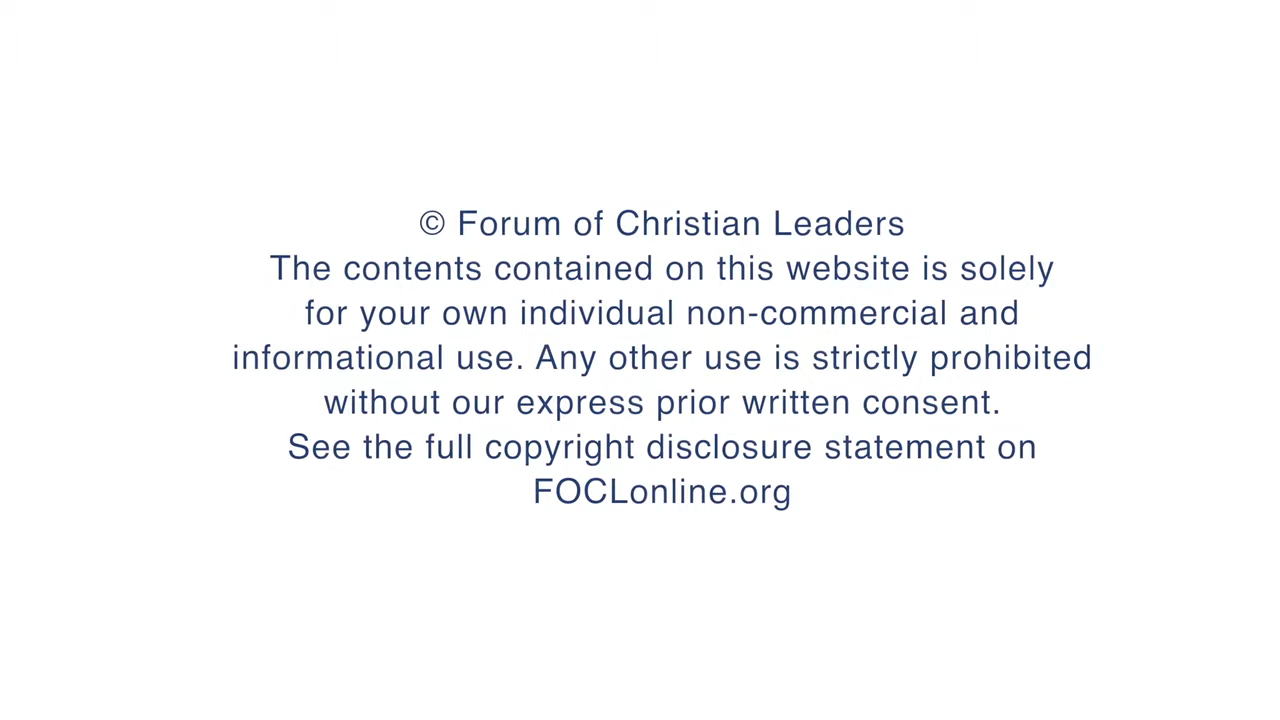 © Forum of Christian Leaders
The contents contained on this website is solely
for your own individual non-commercial and
informational use. Any other use is strictly prohibited
without our express prior written consent.
See the full copyright disclosure statement on
FOCLonline.org